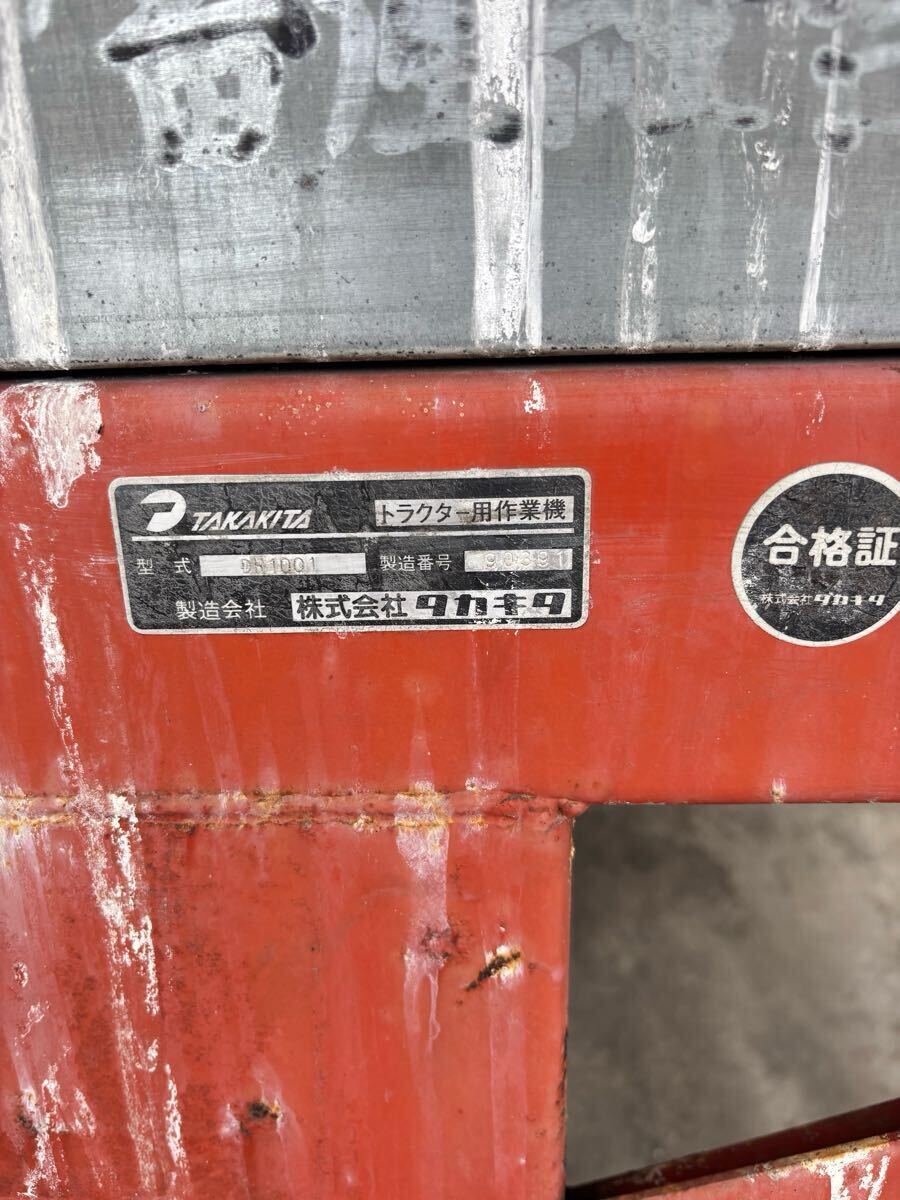 TAKAKITA トラクター用作業機
型式 DH1001 製造番号 90891
製造会社 株式会社タカキタ
合格証
株式会社タカキタ